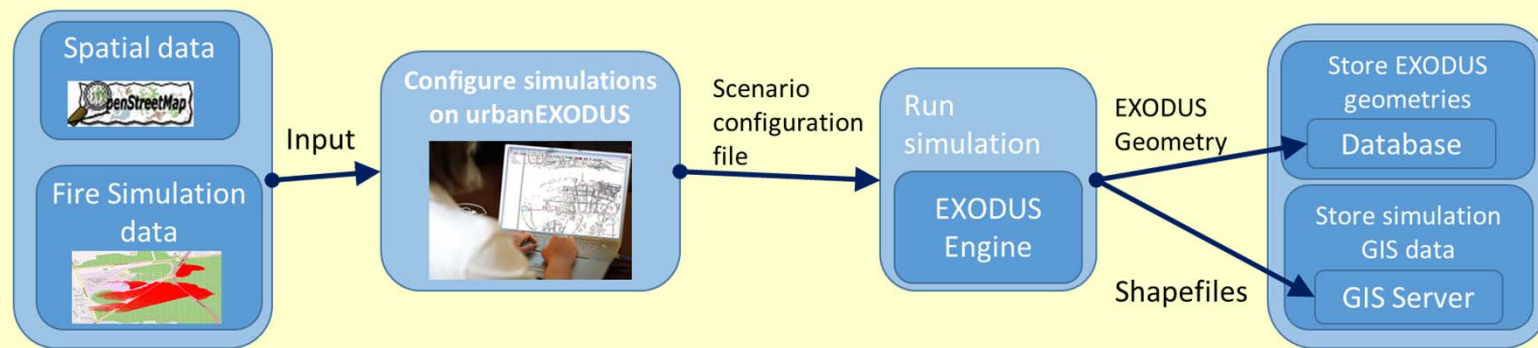 Spatial data
OpenStreetMap
Fire Simulation
data
Input
Configure simulations
on urbanEXODUS
Scenario
configuration
file
Run
simulation
EXODUS
Engine
EXODUS
Geometry
Shapefiles
Store EXODUS
geometries
Database
Store simulation
GIS data
GIS Server